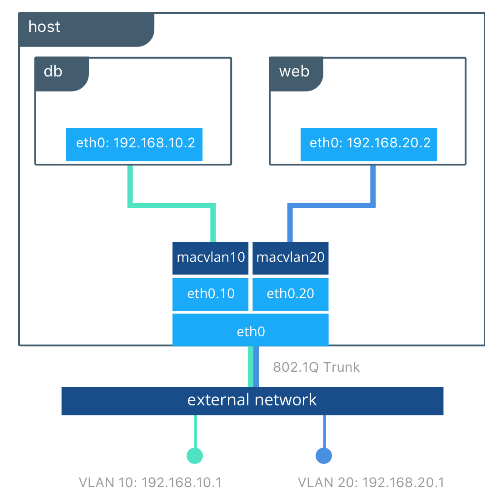 host
db
web
eth0: 192.168.10.2
eth0: 192.168.20.2
macvlan10
macvlan20
eth0.10
eth0.20
eth0
802.1Q Trunk
external network
VLAN 10: 192.168.10.1
VLAN 20: 192.168.20.1